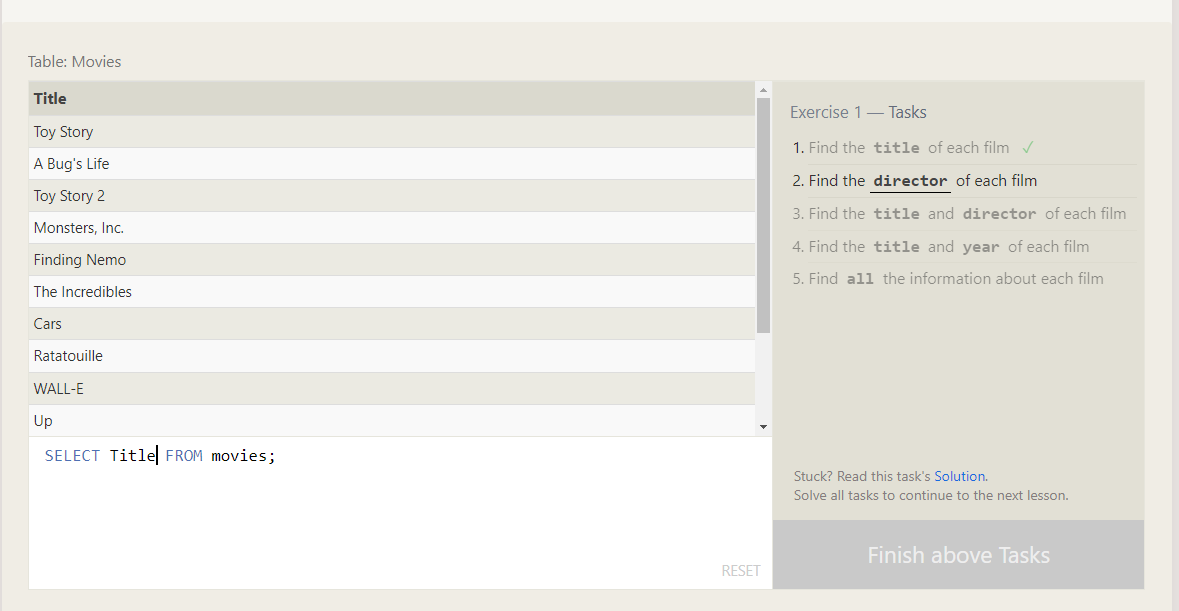 Table: Movies
Title
Toy Story
A Bug's Life
Toy Story 2
Monsters, Inc.
Finding Nemo
The Incredibles
Cars
Ratatouille
WALL-E
Up
SELECT Title FROM movies;
RESET
Exercise 1 — Tasks
1. Find the title of each film ✓
2. Find the director of each film
3. Find the title and director of each film
4. Find the title and year of each film
5. Find all the information about each film
Stuck? Read this task's Solution.
Solve all tasks to continue to the next lesson.
Finish above Tasks